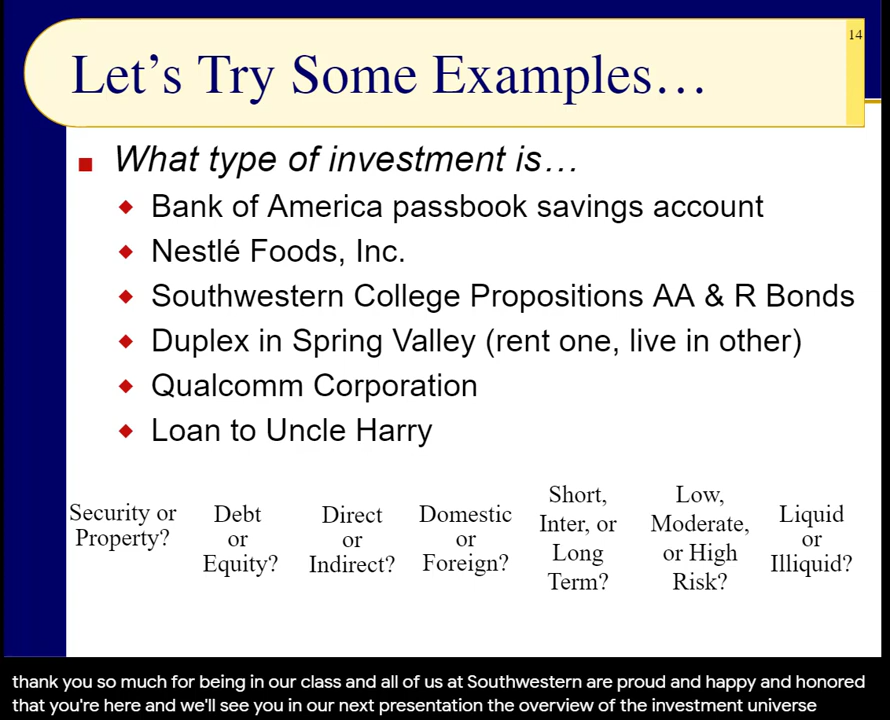 14
Let's Try Some Examples…
What type of investment is…
Bank of America passbook savings account
Nestlé Foods, Inc.
Southwestern College Propositions AA & R Bonds
Duplex in Spring Valley (rent one, live in other)
Qualcomm Corporation
Loan to Uncle Harry
Security or
Property?
Debt
or
Equity?
Direct
or
Indirect?
Domestic
or
Foreign?
Short,
Inter, or
Long
Term?
Low,
Moderate,
or High
Risk?
Liquid
or
Illiquid?
thank you so much for being in our class and all of us at Southwestern are proud and happy and honored
that you're here and we'll see you in our next presentation the overview of the investment universe